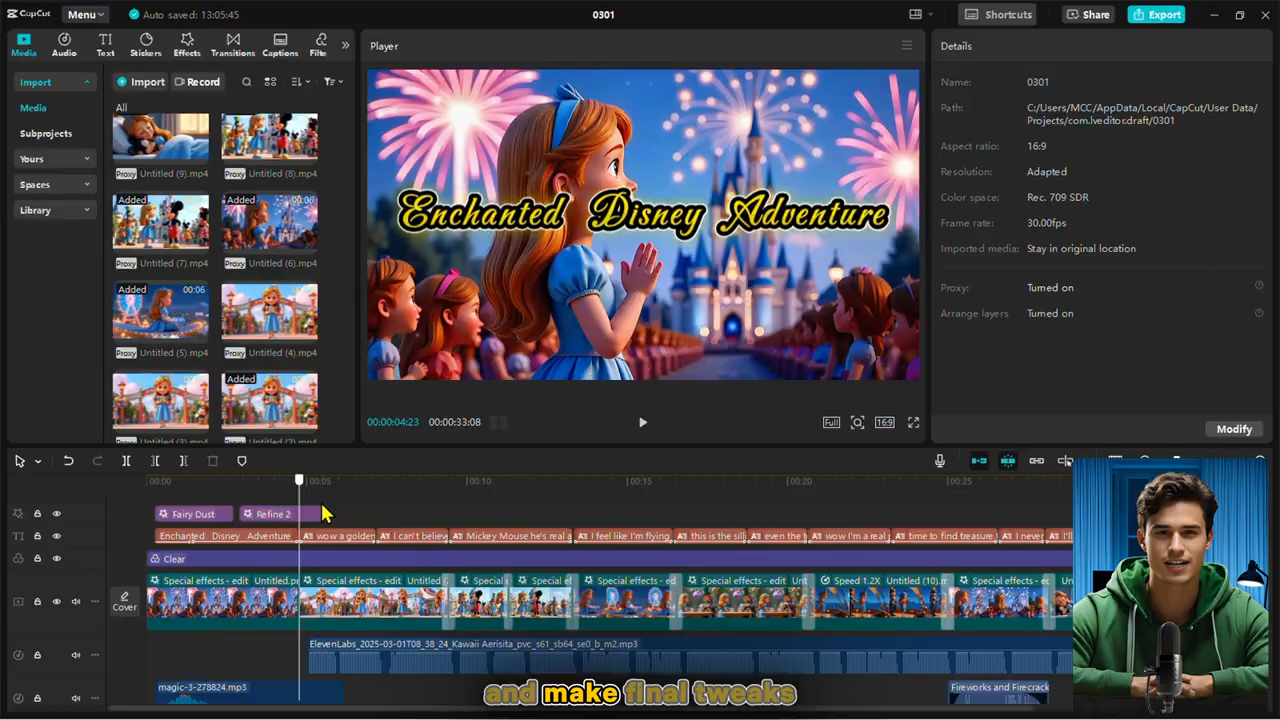 CapCut
Menu
Auto saved: 13:05:45
0301
Shortcuts
Share
Export
Media
Audio
Text
Stickers
Effects
Transitions
Captions
Filte
Import
Media
Subprojects
Yours
Spaces
Library
Import
Record
All
Proxy Untitled (9).mp4
Proxy Untitled (8).mp4
Added
Added 00:06
Proxy Untitled (7).mp4
Proxy Untitled (6).mp4
Added 00:06
Proxy Untitled (5).mp4
Proxy Untitled (4).mp4
Added
Player
Enchanted Disney Adventure
00:00:04:23 00:00:33:08
Full
16:9
Details
Name: 0301
Path: C:/Users/MCC/AppData/Local/CapCut/User Data/
Projects/com.lveditor.draft/0301
Aspect ratio: 16:9
Resolution: Adapted
Color space: Rec. 709 SDR
Frame rate: 30.00fps
Imported media: Stay in original location
Proxy: Turned on
Arrange layers Turned on
Modify
00:00 00:05 00:10 00:15 00:20 00:25
Fairy Dust
Refine 2
Enchanted Disney Adventure
wow a golden
I can't believ
Mickey Mouse he's real a
I feel like I'm flying
this is the sill
even the t
wow I'm a real
time to find treasure
I never
I'll
Clear
Cover
Special effects - edit Untitled.pr
Special effects - edit Untitled
Special
Special ef
Special effects - ed
Special effects - edit Unt
Speed 1.2X Untitled (10).m
Special effects - edit
ElevenLabs_2025-03-01T08_38_24_Kawaii Aerisita_pvc_s61_sb64_se0_b_m2.mp3
magic-3-278824.mp3
Fireworks and Firecrack
and make final tweaks